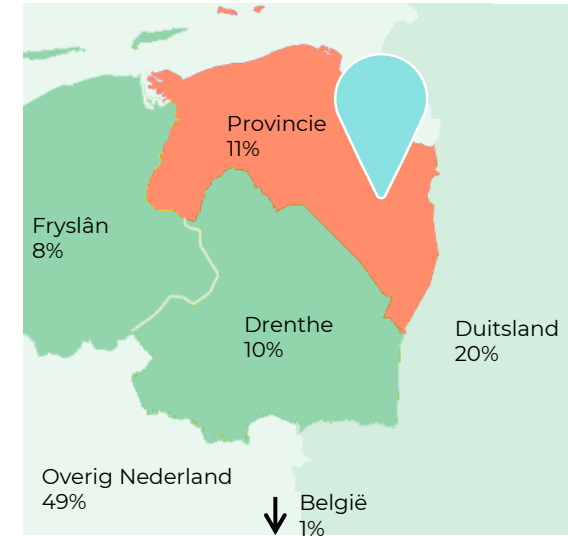 Provincie
11%
Fryslân
8%
Drenthe
10%
Duitsland
20%
Overig Nederland
49%
België
1%